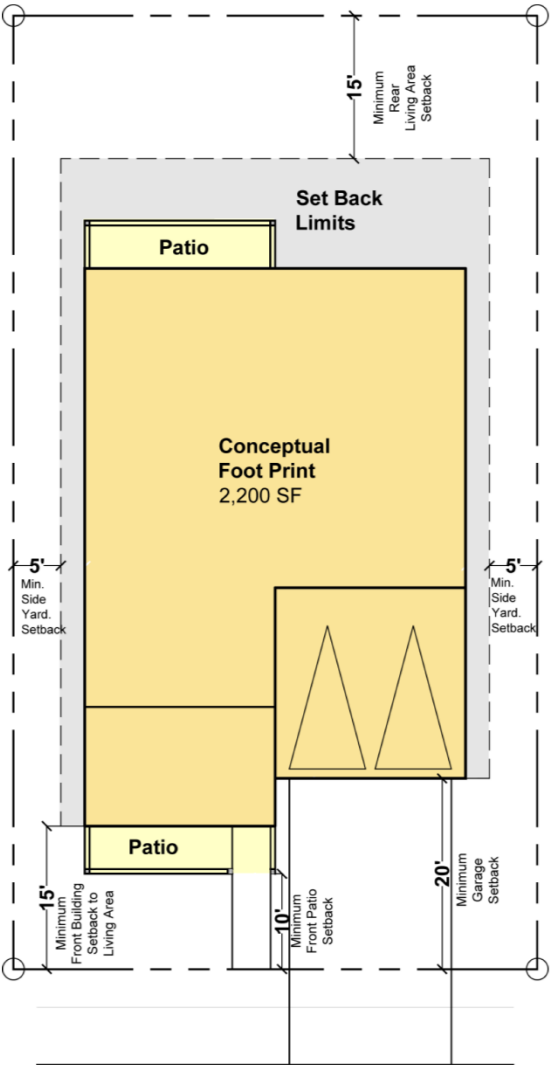 15'
Minimum
Rear
Living Area
Setback
Set Back
Limits
Patio
Conceptual
Foot Print
2,200 SF
5'
Min.
Side
Yard.
Setback
5'
Min.
Side
Yard.
Setback
Patio
15'
Minimum
Front Building
Setback to
Living Area
10'
Minimum
Front Patio
Setback
20'
Minimum
Garage
Setback